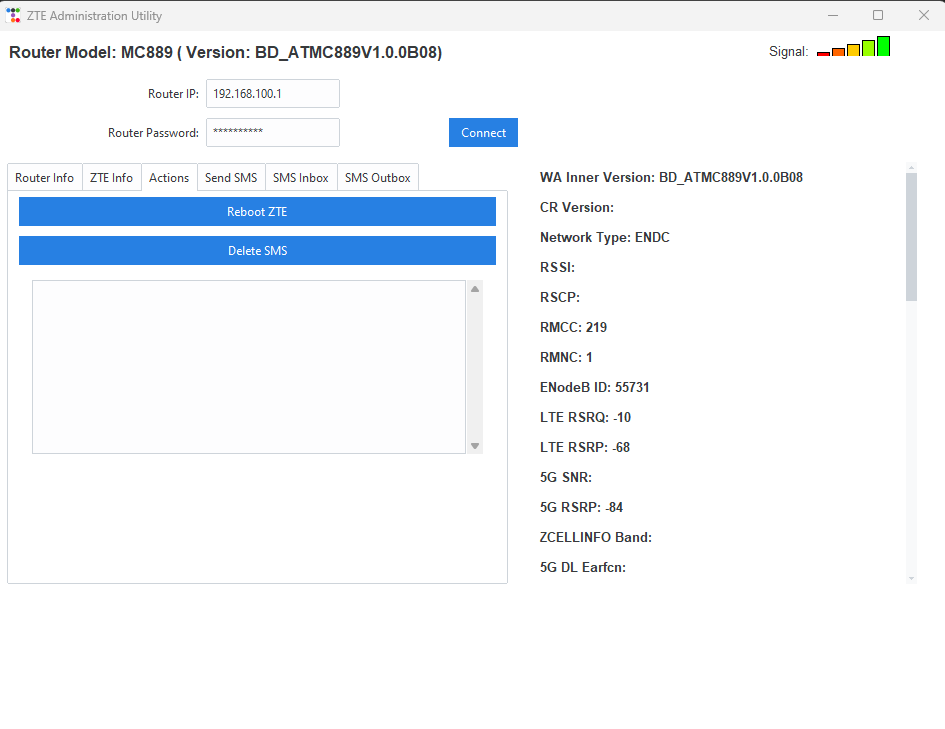 ZTE Administration Utility
Router Model: MC889 ( Version: BD_ATMC889V1.0.0B08)
Signal:
Router IP: 192.168.100.1
Router Password: **********
Connect
Router Info ZTE Info Actions Send SMS SMS Inbox SMS Outbox
Reboot ZTE
Delete SMS
WA Inner Version: BD_ATMC889V1.0.0B08
CR Version:
Network Type: ENDC
RSSI:
RSCP:
RMCC: 219
RMNC: 1
ENodeB ID: 55731
LTE RSRQ: -10
LTE RSRP: -68
5G SNR:
5G RSRP: -84
ZCELLINFO Band:
5G DL Earfcn: